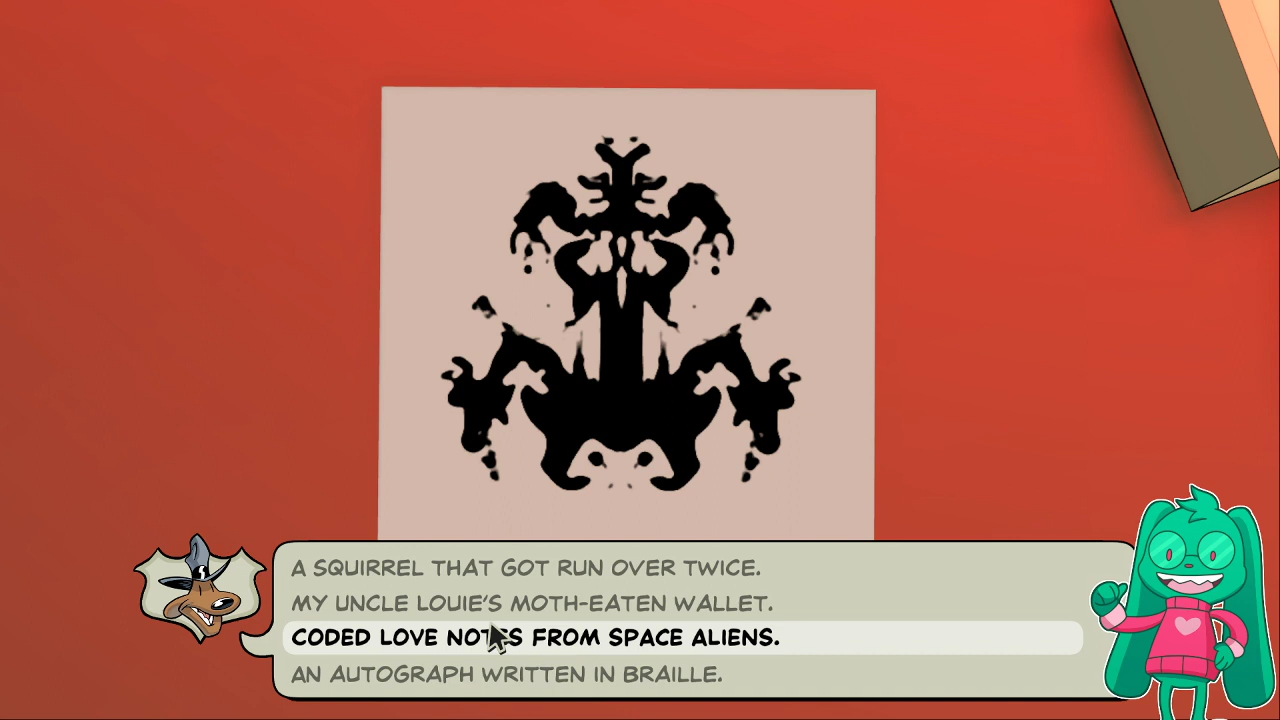 A SQUIRREL THAT GOT RUN OVER TWICE.
MY UNCLE LOUIE'S MOTH-EATEN WALLET.
CODED LOVE NOTES FROM SPACE ALIENS.
AN AUTOGRAPH WRITTEN IN BRAILLE.